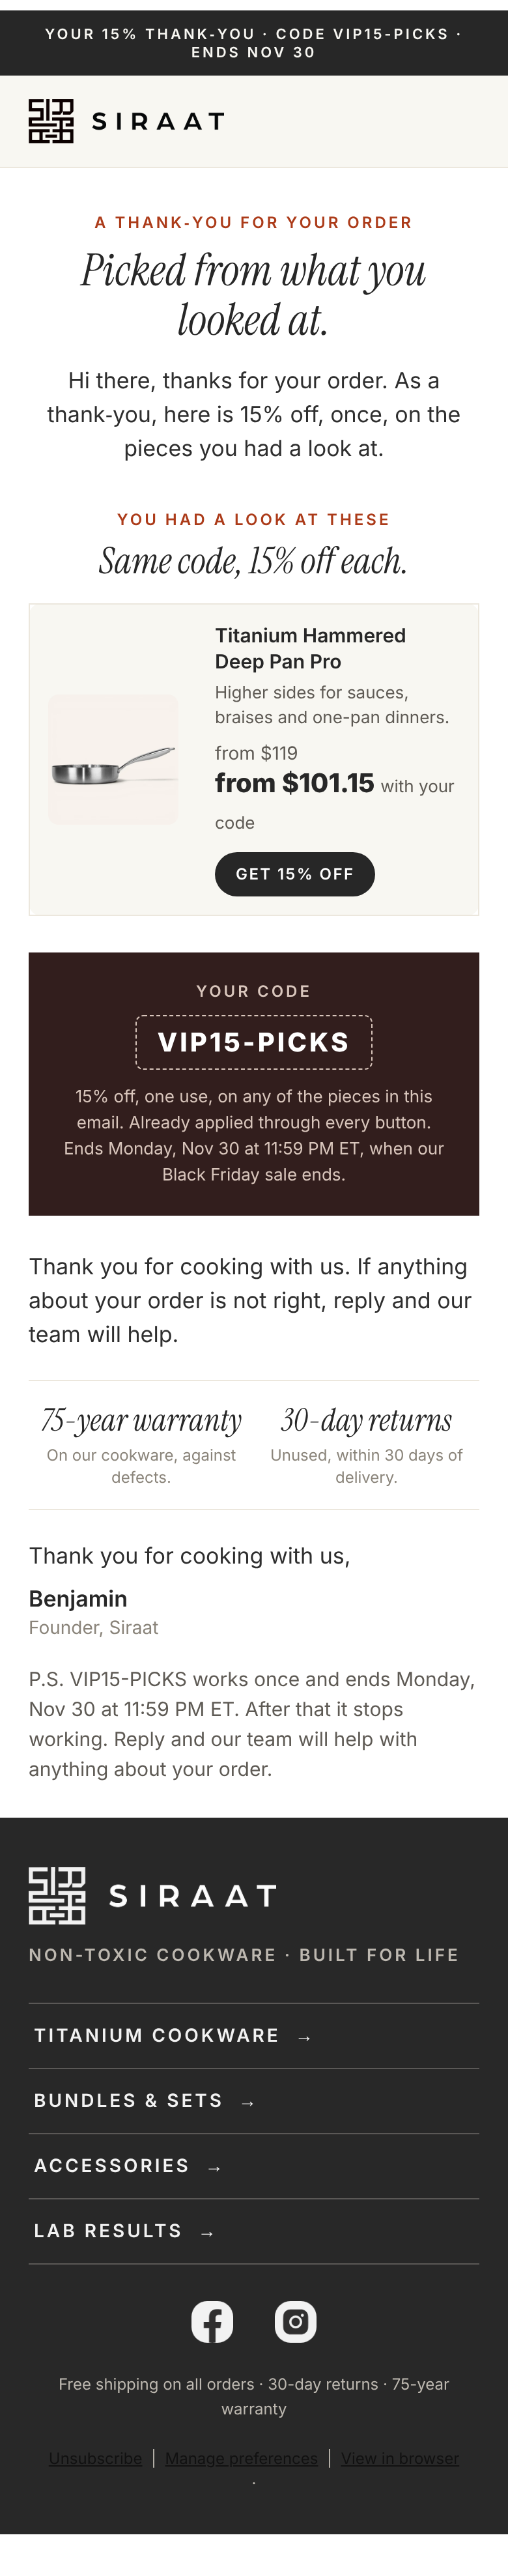 YOUR 15% THANK-YOU · CODE VIP15-PICKS ·
ENDS NOV 30
SIRAAT
A THANK-YOU FOR YOUR ORDER
Picked from what you
looked at.
Hi there, thanks for your order. As a
thank-you, here is 15% off, once, on the
pieces you had a look at.
YOU HAD A LOOK AT THESE
Same code, 15% off each.
Titanium Hammered
Deep Pan Pro
Higher sides for sauces,
braises and one-pan dinners.
from $119
from $101.15 with your
code
GET 15% OFF
YOUR CODE
VIP15-PICKS
15% off, one use, on any of the pieces in this
email. Already applied through every button.
Ends Monday, Nov 30 at 11:59 PM ET, when our
Black Friday sale ends.
Thank you for cooking with us. If anything
about your order is not right, reply and our
team will help.
75-year warranty
On our cookware, against
defects.
30-day returns
Unused, within 30 days of
delivery.
Thank you for cooking with us,
Benjamin
Founder, Siraat
P.S. VIP15-PICKS works once and ends Monday,
Nov 30 at 11:59 PM ET. After that it stops
working. Reply and our team will help with
anything about your order.
SIRAAT
NON-TOXIC COOKWARE · BUILT FOR LIFE
TITANIUM COOKWARE →
BUNDLES & SETS →
ACCESSORIES →
LAB RESULTS →
Free shipping on all orders · 30-day returns · 75-year
warranty
Unsubscribe | Manage preferences | View in browser
·